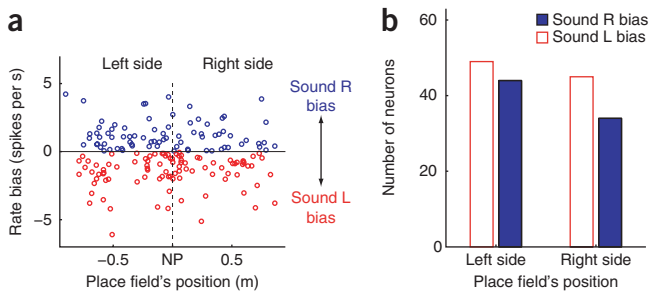 a
Left side Right side
Rate bias (spikes per s)
5
0
−5
Sound R
bias
Sound L
bias
−0.5 NP 0.5
Place field's position (m)
b
Sound R bias
Sound L bias
Number of neurons
60
40
20
0
Left side Right side
Place field's position